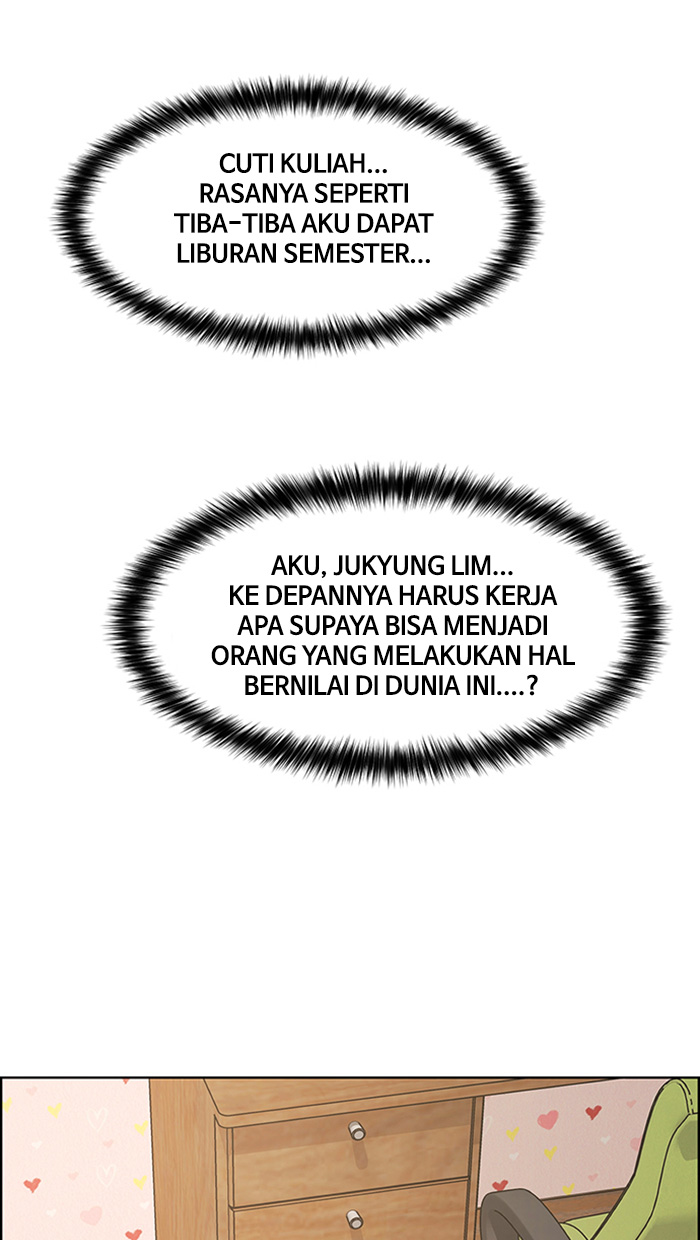 CUTI KULIAH...
RASANYA SEPERTI
TIBA-TIBA AKU DAPAT
LIBURAN SEMESTER...
AKU, JUKYUNG LIM...
KE DEPANNYA HARUS KERJA
APA SUPAYA BISA MENJADI
ORANG YANG MELAKUKAN HAL
BERNILAI DI DUNIA INI....?